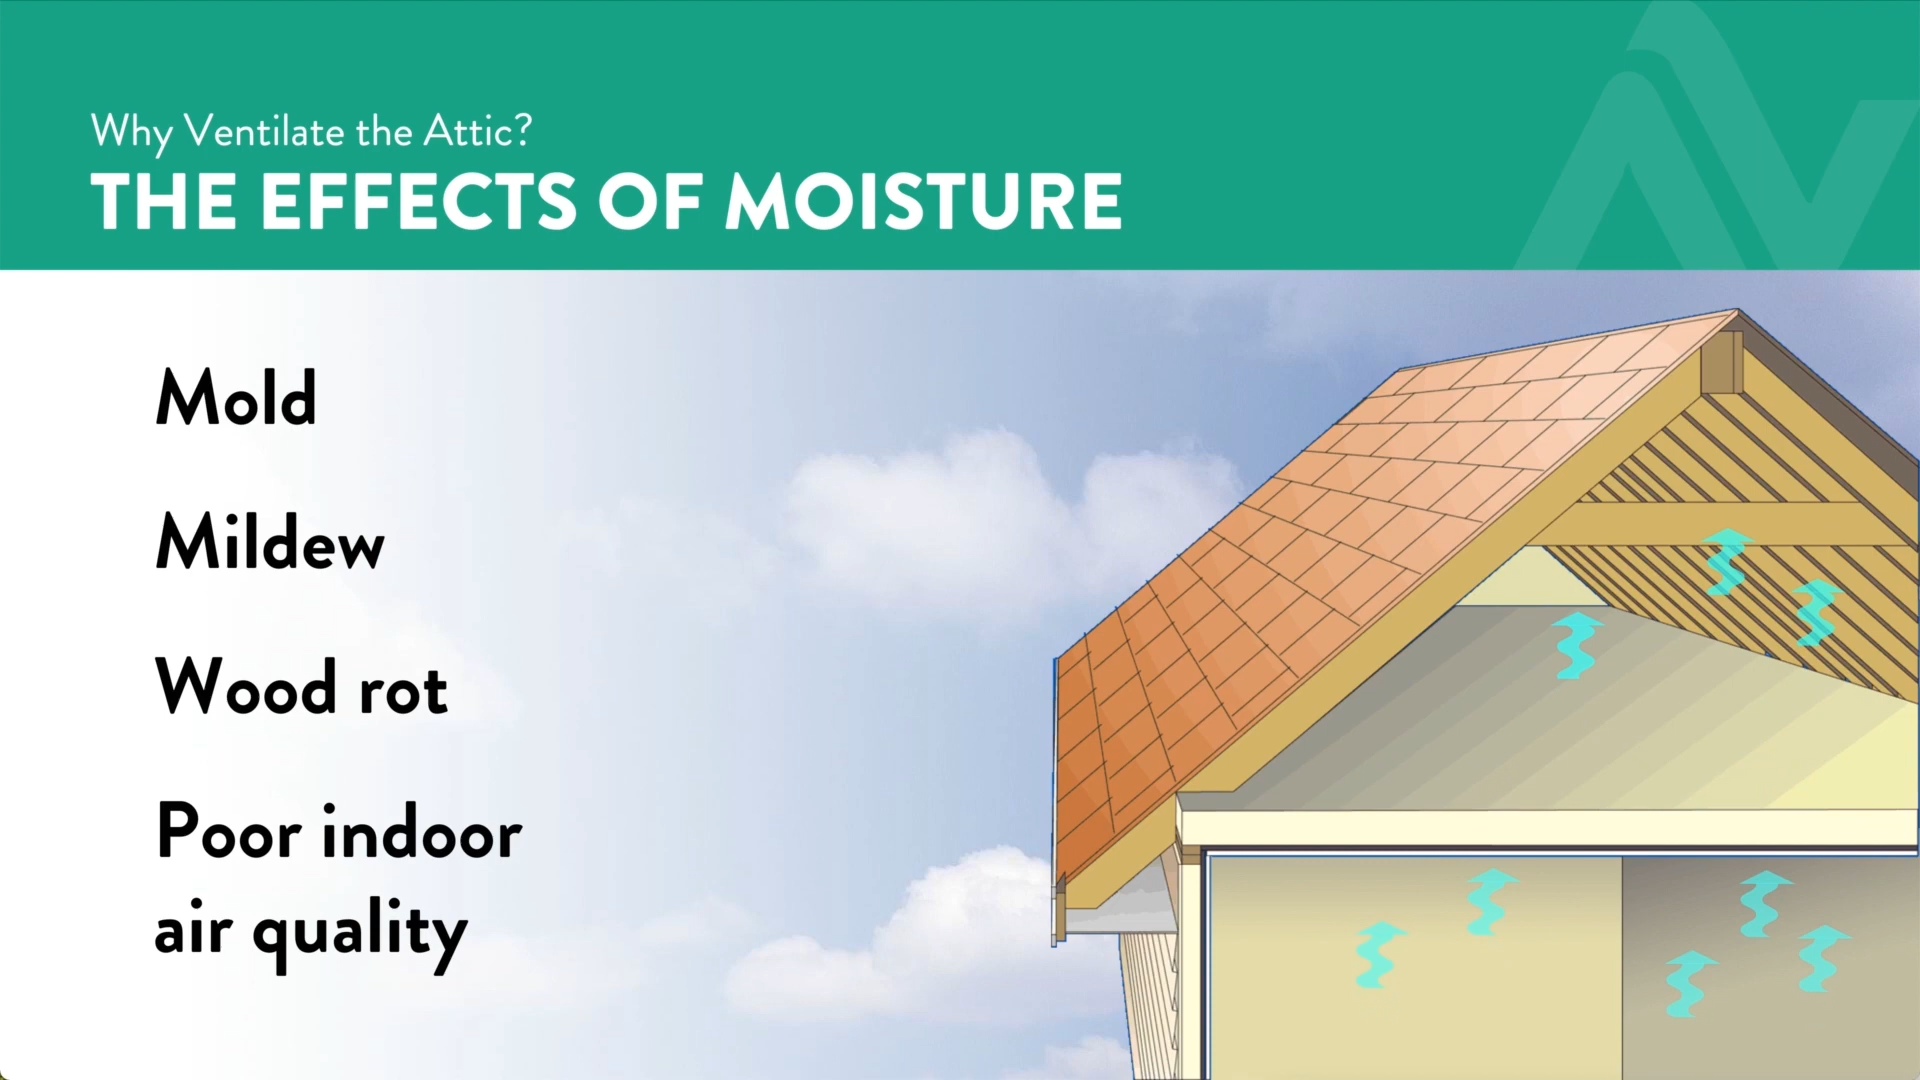 Why Ventilate the Attic?
THE EFFECTS OF MOISTURE
Mold
Mildew
Wood rot
Poor indoor
air quality